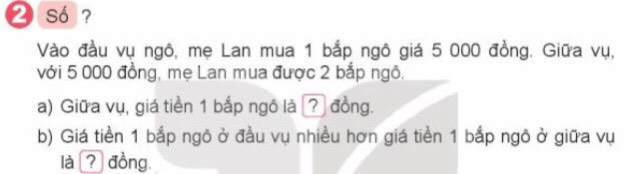 2 Số ?
Vào đầu vụ ngô, mẹ Lan mua 1 bắp ngô giá 5 000 đồng. Giữa vụ,
với 5 000 đồng, mẹ Lan mua được 2 bắp ngô.
a) Giữa vụ, giá tiền 1 bắp ngô là ? đồng.
b) Giá tiền 1 bắp ngô ở đầu vụ nhiều hơn giá tiền 1 bắp ngô ở giữa vụ
là ? đồng.